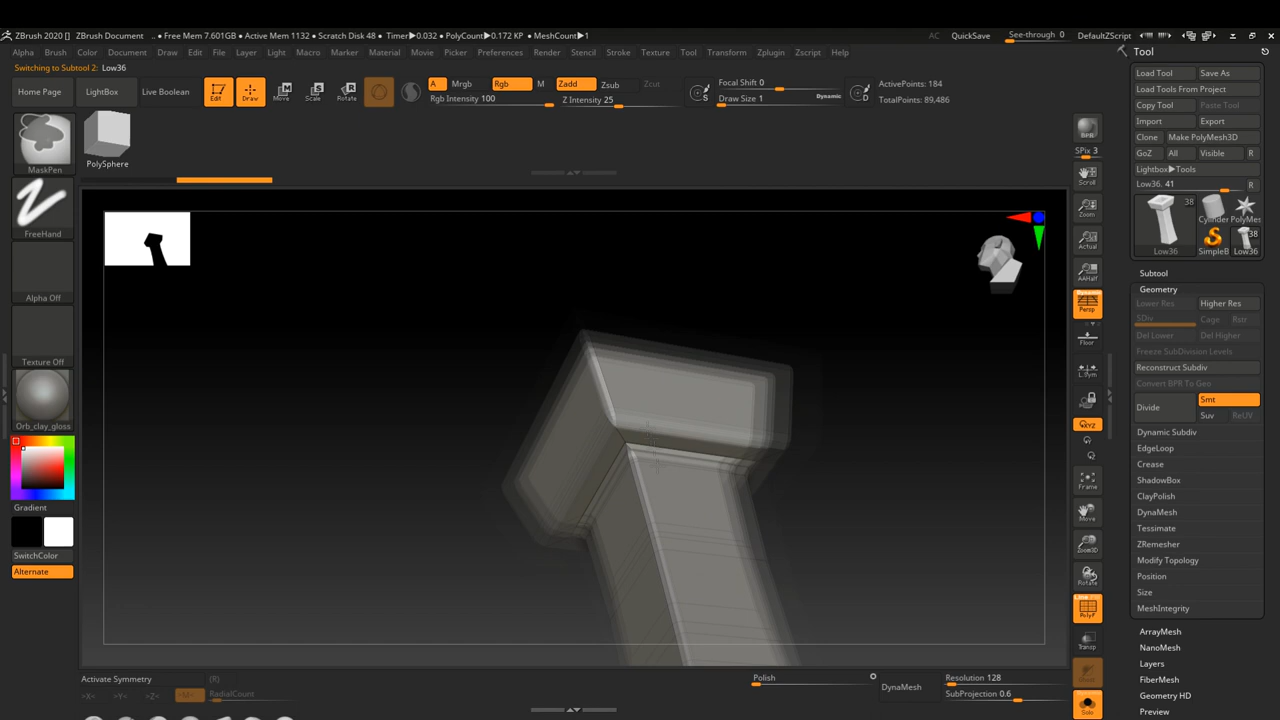 ZBrush 2020 [] ZBrush Document .. • Free Mem 7.601GB • Active Mem 1132 • Scratch Disk 48 • Timer▶0.032 • PolyCount▶0.172 KP • MeshCount▶1 AC QuickSave See-through 0 DefaultZScript
Alpha Brush Color Document Draw Edit File Layer Light Macro Marker Material Movie Picker Preferences Render Stencil Stroke Texture Tool Transform Zplugin Zscript Help
Switching to Subtool 2: Low36
Home Page LightBox Live Boolean Edit Draw Move Scale Rotate
A Mrgb Rgb M Zadd Zsub Zcut
Rgb Intensity 100 Z Intensity 25
Focal Shift 0
Draw Size 1 Dynamic
S D
ActivePoints: 184
TotalPoints: 89,486
MaskPen
PolySphere
FreeHand
Alpha Off
Texture Off
Orb_clay_gloss
Gradient
SwitchColor
Alternate
Activate Symmetry (R)
>X< >Y< >Z< >M< RadialCount
Polish
DynaMesh
Resolution 128
SubProjection 0.6
BPR
SPix 3
Scroll
Zoom
Actual
AAHalf
Dynamic
Persp
Floor
L.Sym
XYZ
Frame
Move
Zoom3D
Rotate
Line Fill
PolyF
Transp
Solo
Tool
Load Tool Save As
Load Tools From Project
Copy Tool Paste Tool
Import Export
Clone Make PolyMesh3D
GoZ All Visible R
Lightbox▶Tools
Low36. 41 R
38
Cylinder PolyMes
38
Low36 SimpleB Low36
Subtool
Geometry
Lower Res Higher Res
SDiv Cage Rstr
Del Lower Del Higher
Freeze SubDivision Levels
Reconstruct Subdiv
Convert BPR To Geo
Divide Smt
Suv ReUV
Dynamic Subdiv
EdgeLoop
Crease
ShadowBox
ClayPolish
DynaMesh
Tessimate
ZRemesher
Modify Topology
Position
Size
MeshIntegrity
ArrayMesh
NanoMesh
Layers
FiberMesh
Geometry HD
Preview